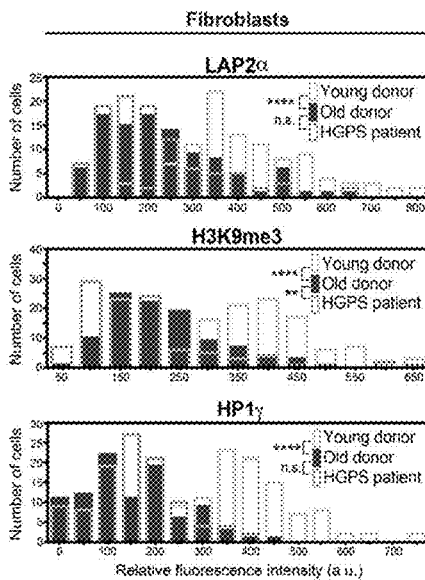 Fibroblasts
LAP2α
Number of cells
25
20
15
10
5
0
Young donor
Old donor
HGPS patient
****
n.s.
0 100 200 300 400 500 600 700 800
H3K9me3
Number of cells
40
30
20
10
0
Young donor
Old donor
HGPS patient
****
**
50 150 250 350 450 550 650
HP1γ
Number of cells
30
25
20
15
10
5
0
Young donor
Old donor
HGPS patient
****
n.s.
0 100 200 300 400 500 600 700
Relative fluorescence intensity (a.u.)